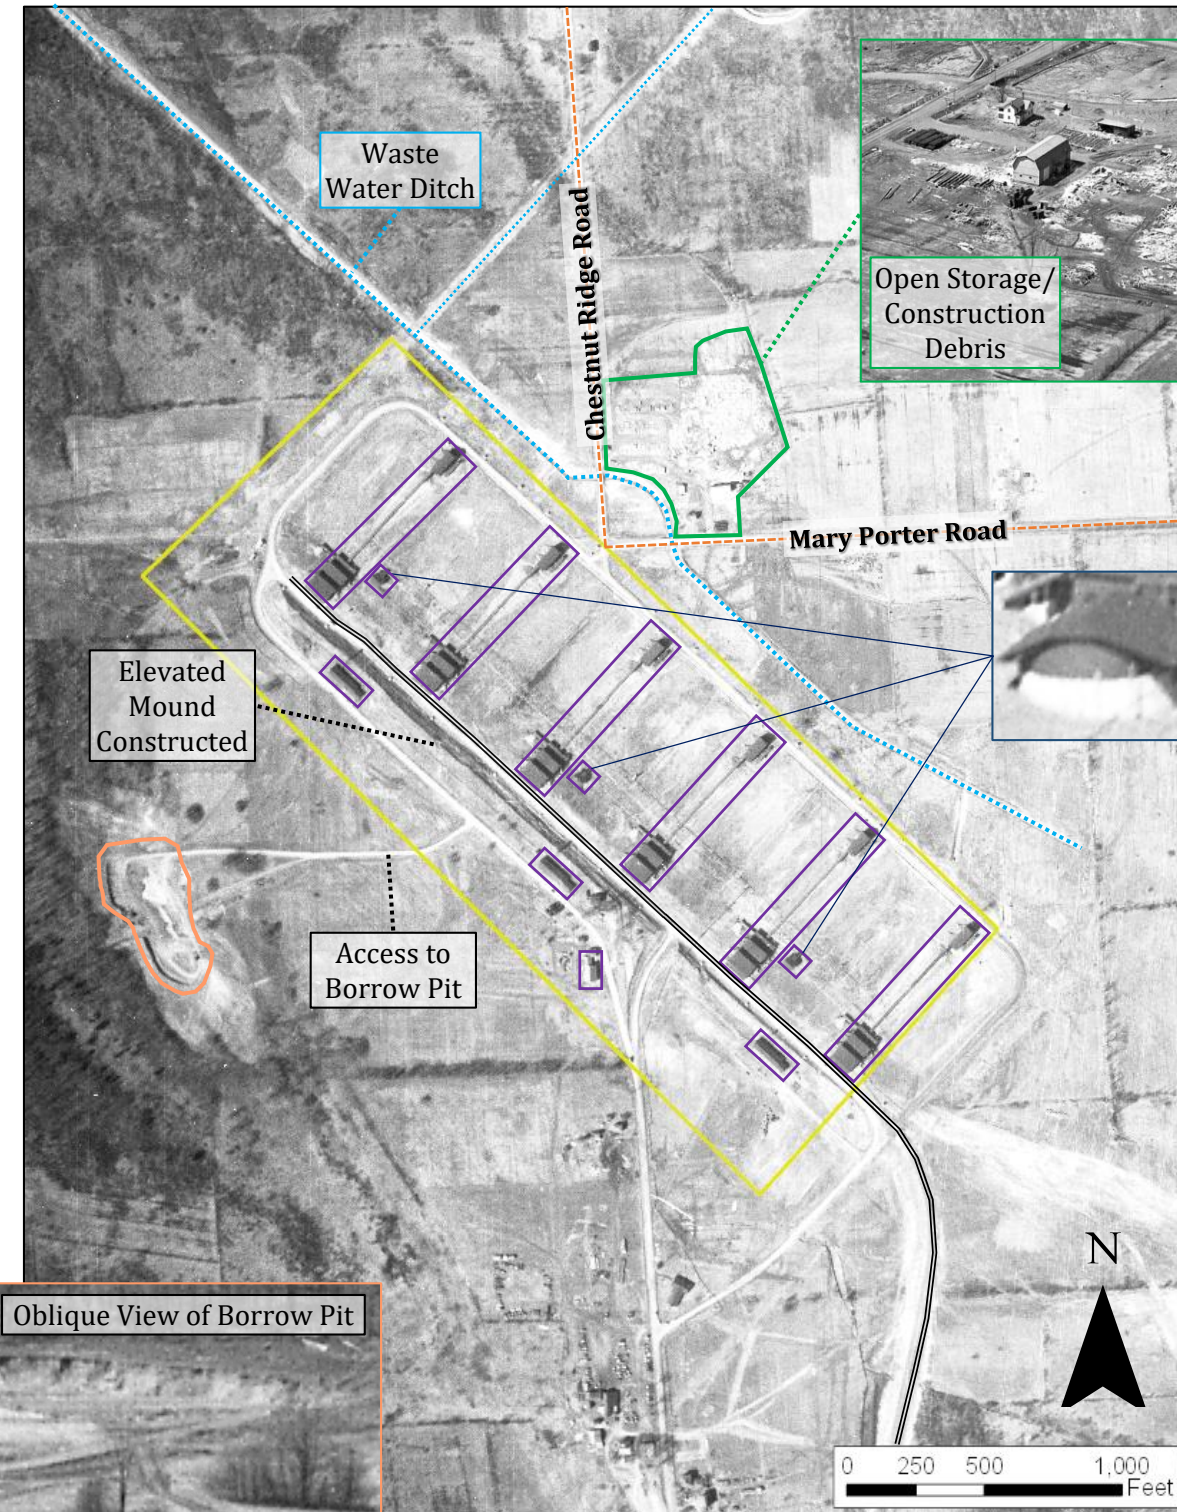 Waste
Water Ditch
Chestnut Ridge Road
Open Storage/
Construction
Debris
Mary Porter Road
Elevated
Mound
Constructed
Access to
Borrow Pit
N
Oblique View of Borrow Pit
0 250 500 1,000
Feet